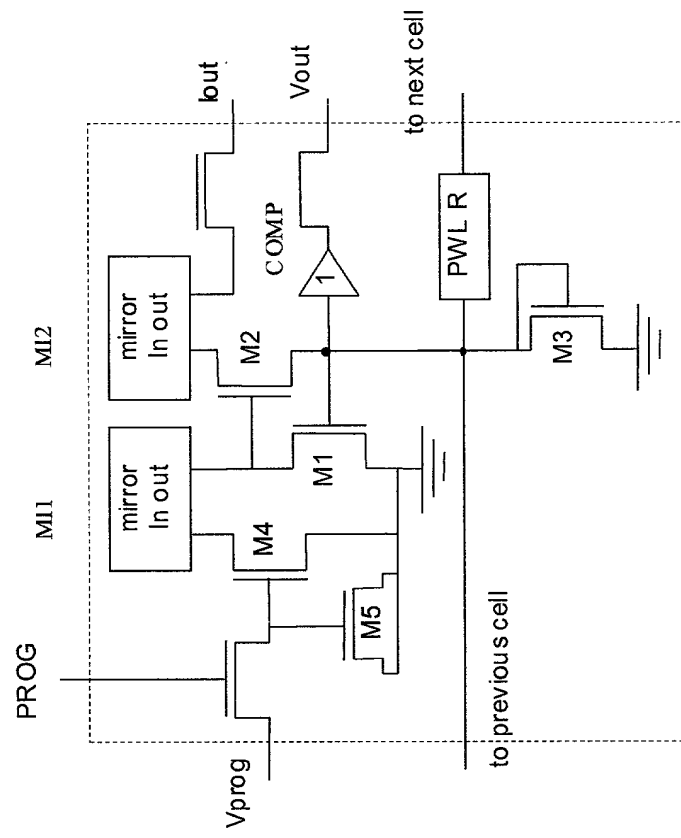 MI1
MI2
PROG
mirror
In out
mirror
In out
Iout
Vprog
M4
M2
M1
M5
COMP
1
Vout
to previous cell
PWL R
to next cell
M3